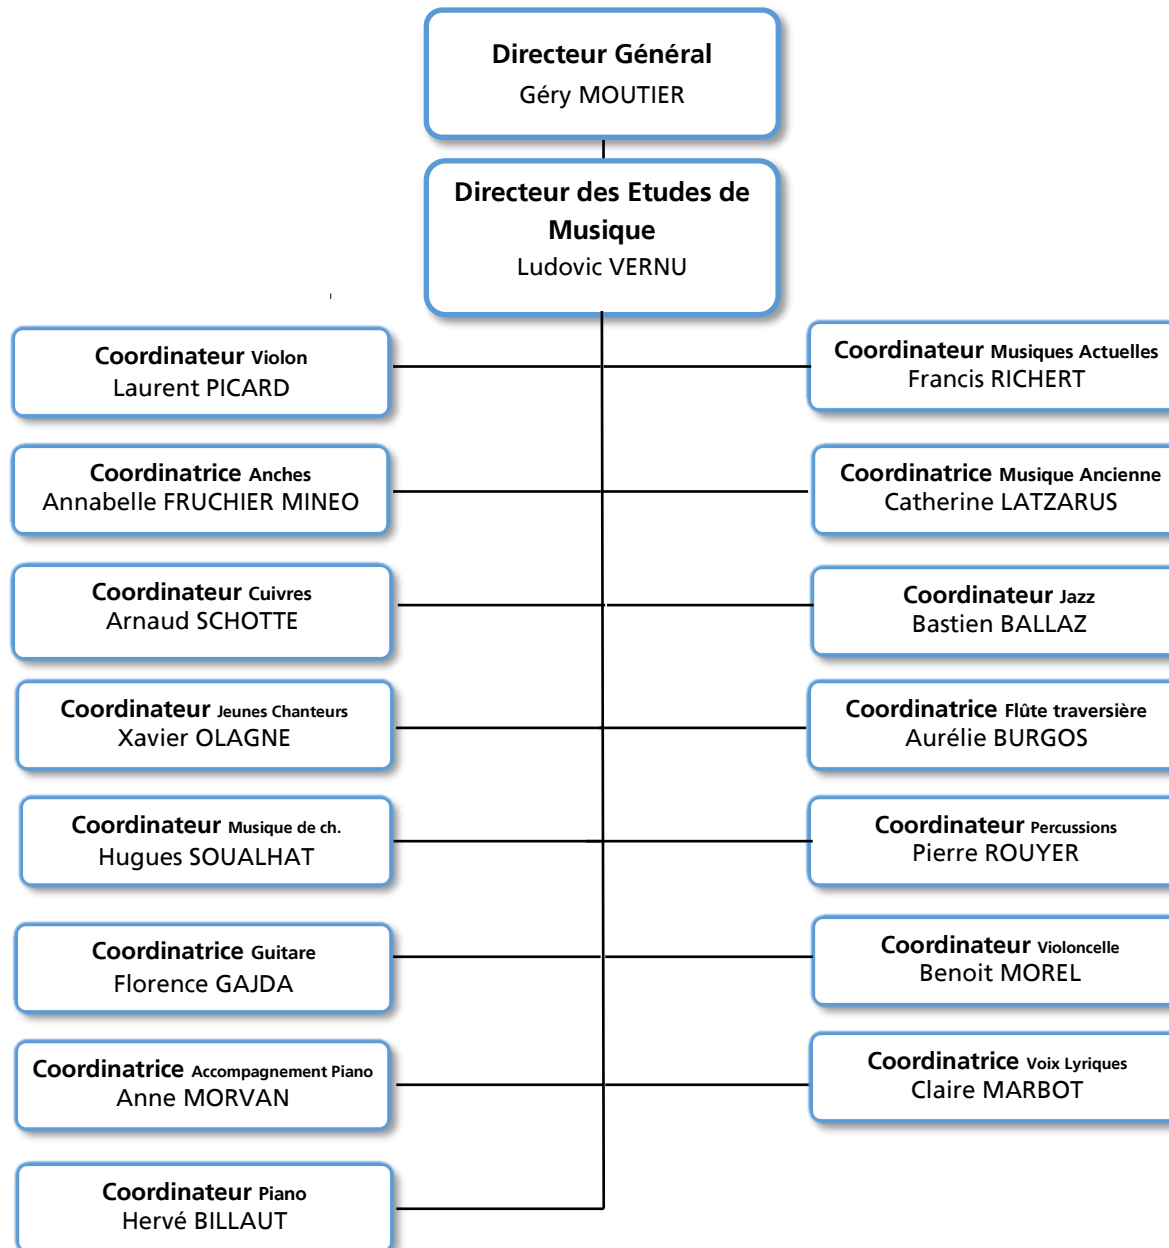 Directeur Général
Géry MOUTIER
Directeur des Etudes de
Musique
Ludovic VERNU
Coordinateur Violon
Laurent PICARD
Coordinateur Musiques Actuelles
Francis RICHERT
Coordinatrice Anches
Annabelle FRUCHIER MINEO
Coordinatrice Musique Ancienne
Catherine LATZARUS
Coordinateur Cuivres
Arnaud SCHOTTE
Coordinateur Jazz
Bastien BALLAZ
Coordinateur Jeunes Chanteurs
Xavier OLAGNE
Coordinatrice Flûte traversière
Aurélie BURGOS
Coordinateur Musique de ch.
Hugues SOUALHAT
Coordinateur Percussions
Pierre ROUYER
Coordinatrice Guitare
Florence GAJDA
Coordinateur Violoncelle
Benoit MOREL
Coordinatrice Accompagnement Piano
Anne MORVAN
Coordinatrice Voix Lyriques
Claire MARBOT
Coordinateur Piano
Hervé BILLAUT